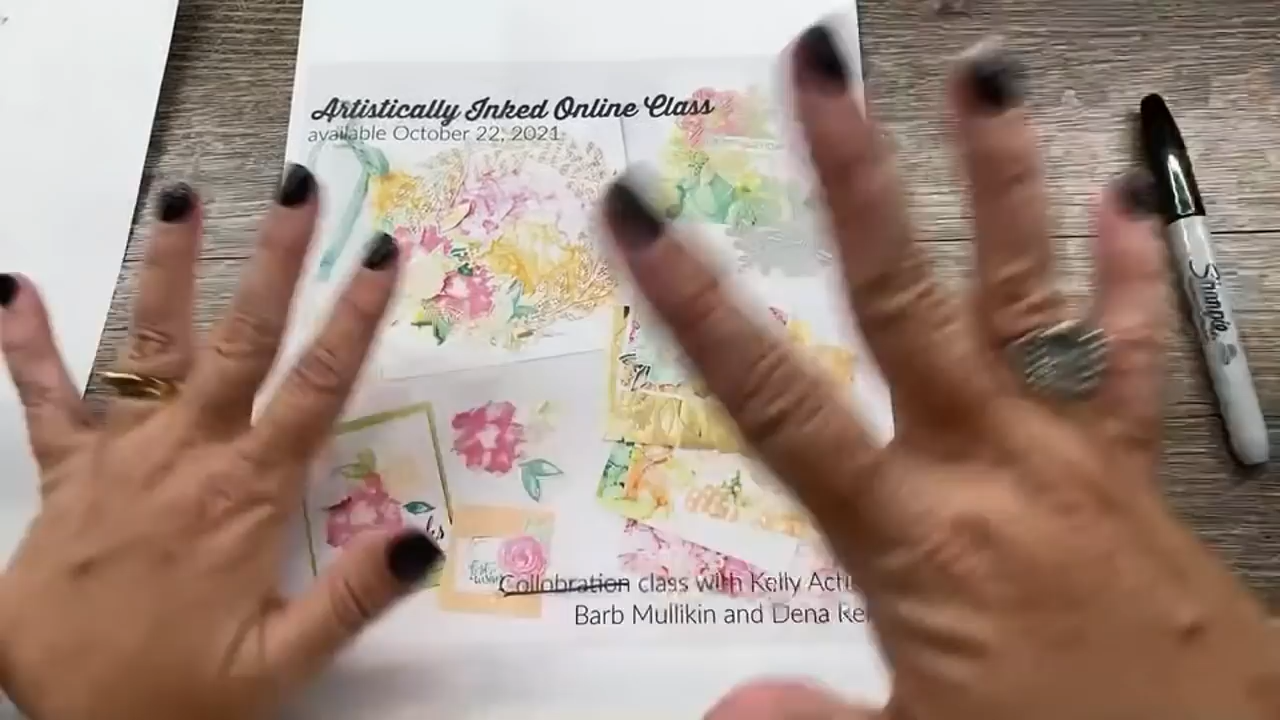 Artistically Inked Online Class
available October 22, 2021
Sharpie
Collobration class with Kelly
Barb Mullikin and Dena